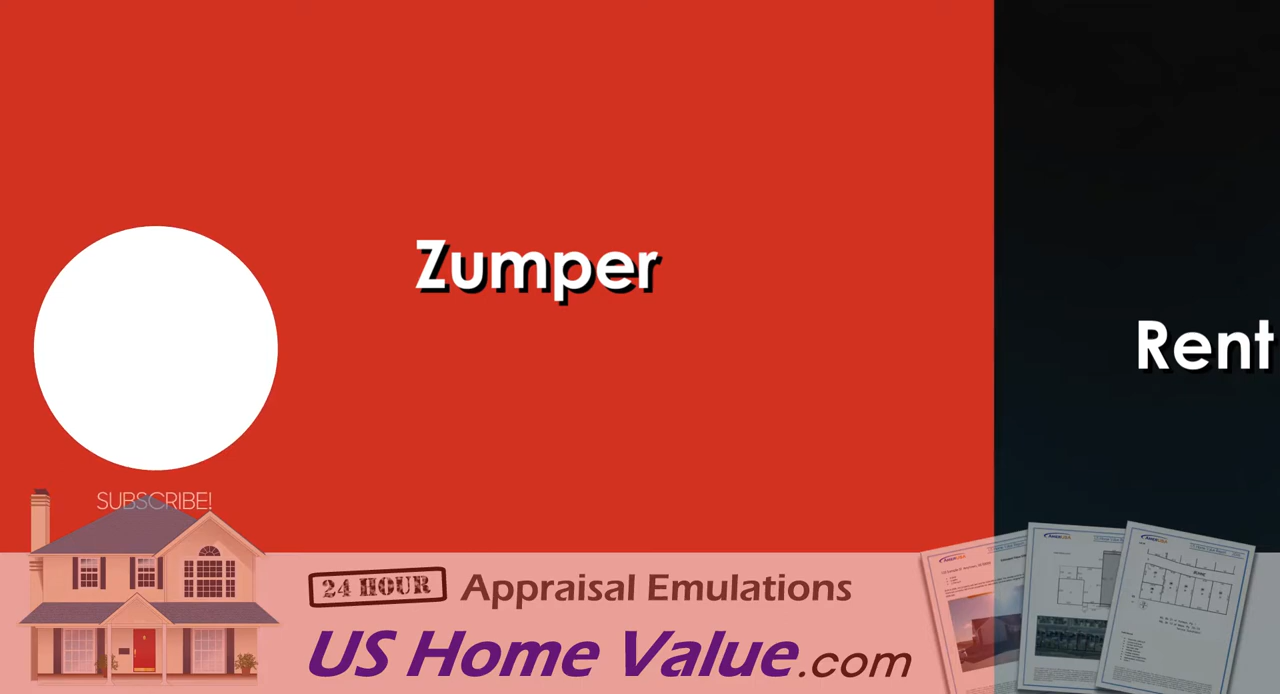 Zumper
Rent
SUBSCRIBE!
24 HOUR
Appraisal Emulations
US Home Value.com